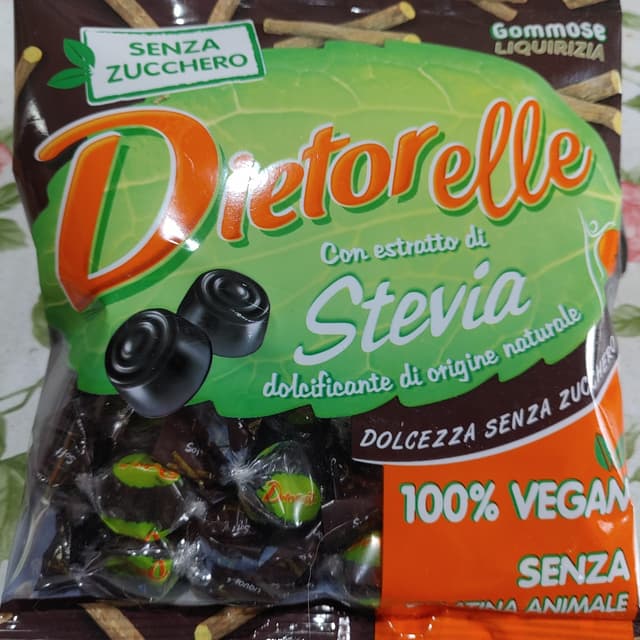 SENZA
ZUCCHERO
Gommose
LIQUIRIZIA
Dietorelle
Con estratto di
Stevia
dolcificante di origine naturale
DOLCEZZA SENZA ZUCCHERO
100% VEGAN
SENZA
ANIMALE